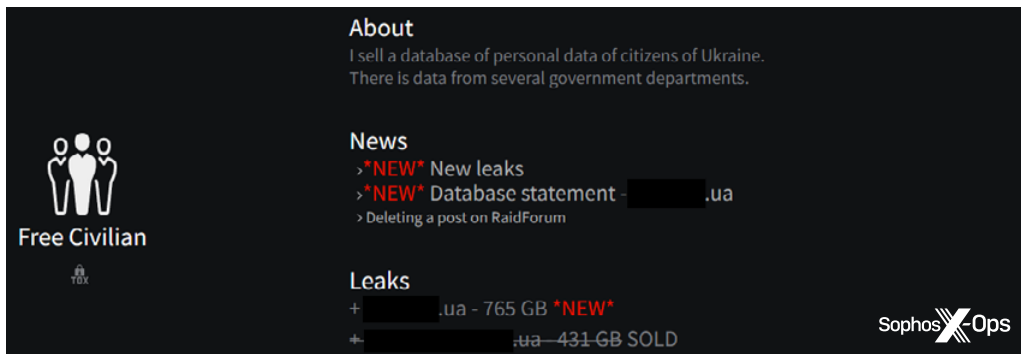 About
I sell a database of personal data of citizens of Ukraine.
There is data from several government departments.
News
›*NEW* New leaks
›*NEW* Database statement - .ua
› Deleting a post on RaidForum
Free Civilian
TOX
Leaks
+ .ua - 765 GB *NEW*
+ .ua - 431 GB SOLD
Sophos X-Ops